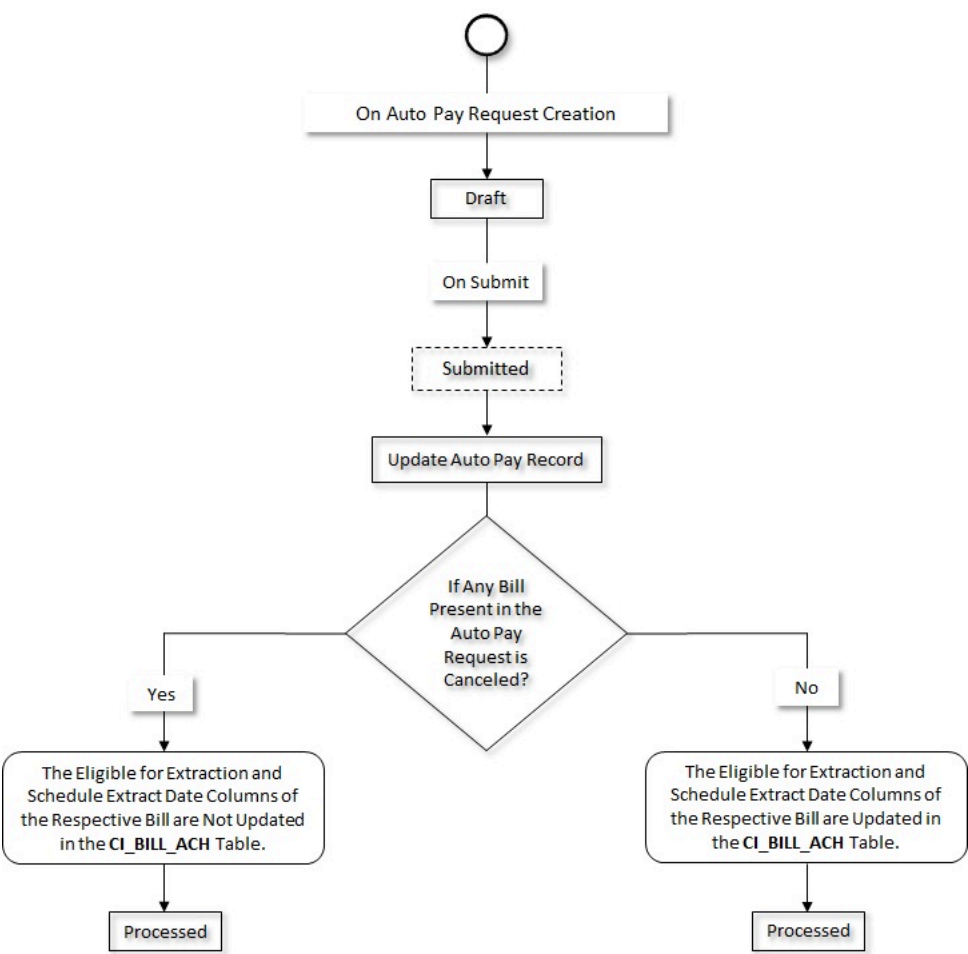 On Auto Pay Request Creation
Draft
On Submit
Submitted
Update Auto Pay Record
If Any Bill
Present in the
Auto Pay
Request is
Canceled?
Yes
No
The Eligible for Extraction and
Schedule Extract Date Columns of
the Respective Bill are Not Updated
in the CI_BILL_ACH Table.
The Eligible for Extraction and
Schedule Extract Date Columns of
the Respective Bill are Updated in
the CI_BILL_ACH Table.
Processed
Processed